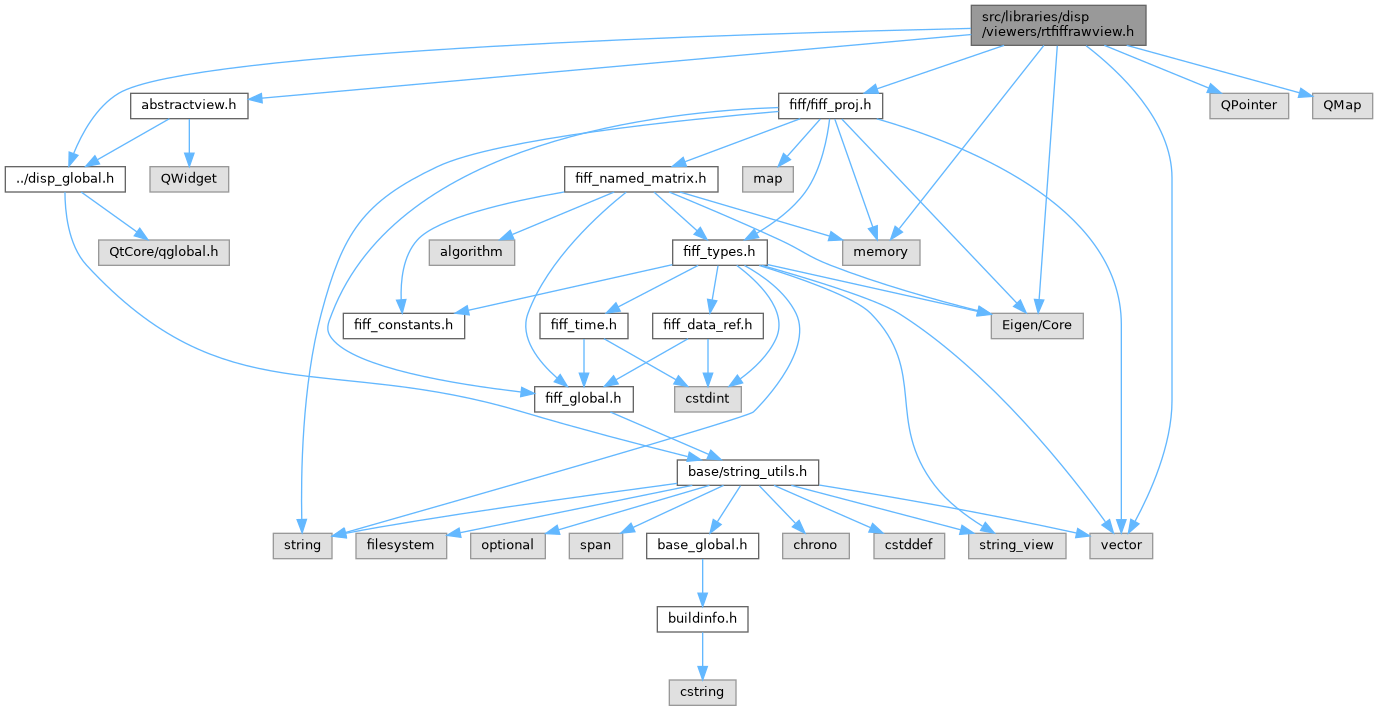 src/libraries/disp
/viewers/rtfiffrawview.h
abstractview.h
fiff/fiff_proj.h
QPointer
QMap
../disp_global.h
QWidget
fiff_named_matrix.h
map
QtCore/qglobal.h
algorithm
fiff_types.h
memory
fiff_constants.h
fiff_time.h
fiff_data_ref.h
Eigen/Core
fiff_global.h
cstdint
base/string_utils.h
string
filesystem
optional
span
base_global.h
chrono
cstddef
string_view
vector
buildinfo.h
cstring